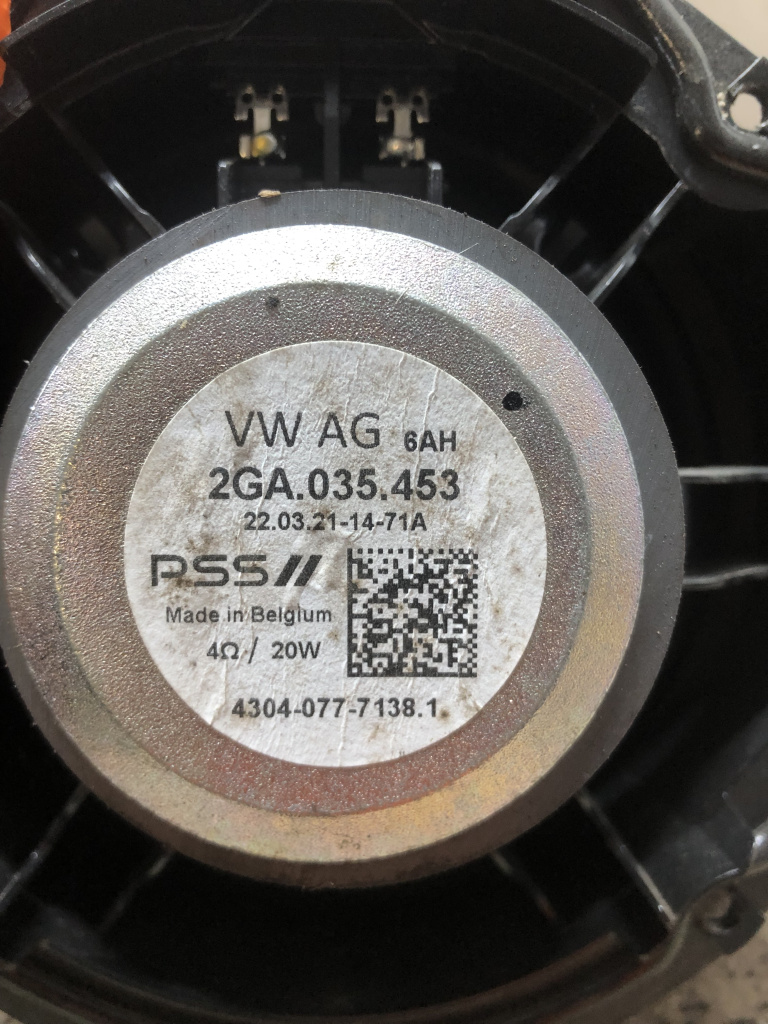 VW AG 6AH
2GA.035.453
22.03.21-14-71A
PSS//
Made in Belgium
4Ω / 20W
4304-077-7138.1